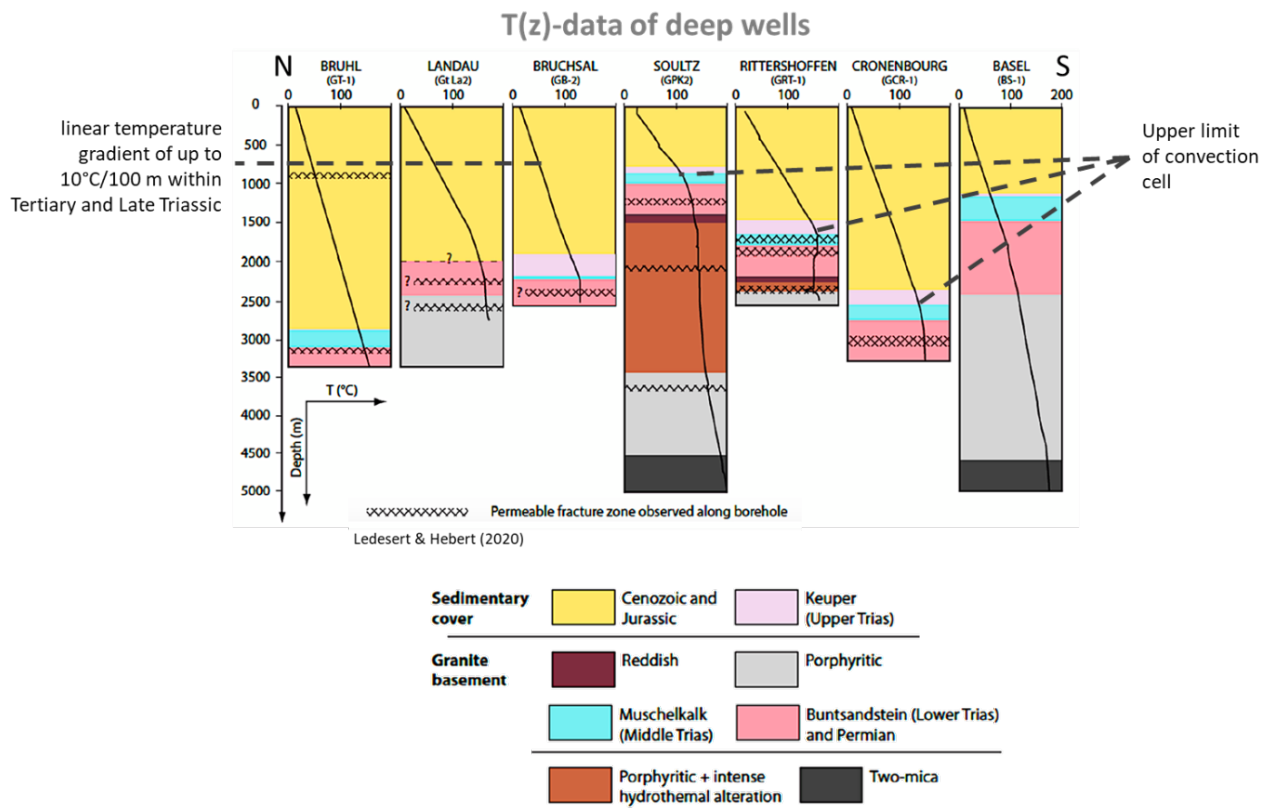 T(z)-data of deep wells
N
S
BRUHL
(GT-1)
LANDAU
(Gt La2)
BRUCHSAL
(GB-2)
SOULTZ
(GPK2)
RITTERSHOFFEN
(GRT-1)
CRONENBOURG
(GCR-1)
BASEL
(BS-1)
0 100 0 100 0 100 0 100 0 100 0 100 0 100 200
0
500
1000
1500
2000
2500
3000
3500
4000
4500
5000
linear temperature
gradient of up to
10°C/100 m within
Tertiary and Late Triassic
Upper limit
of convection
cell
?
?
?
?
T (°C)
Depth (m)
Permeable fracture zone observed along borehole
Ledesert & Hebert (2020)
Sedimentary
cover
Cenozoic and
Jurassic
Keuper
(Upper Trias)
Granite
basement
Reddish
Porphyritic
Muschelkalk
(Middle Trias)
Buntsandstein (Lower Trias)
and Permian
Porphyritic + intense
hydrothemal alteration
Two-mica